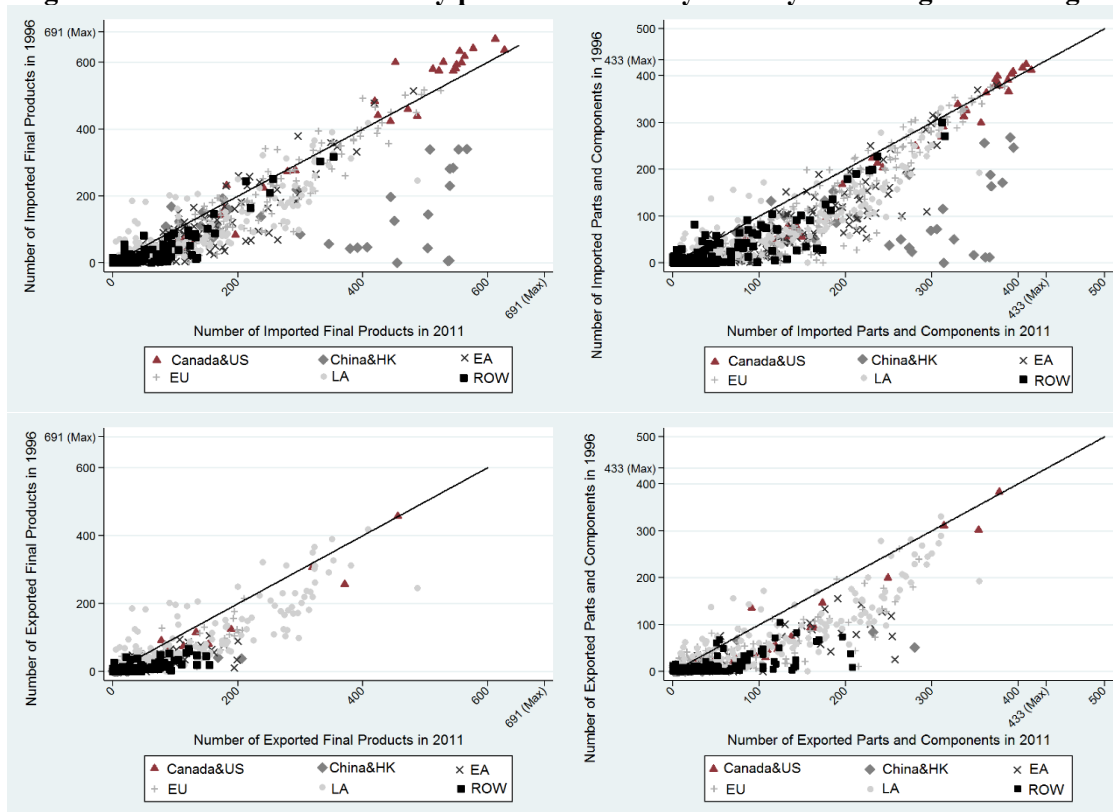 Number of Imported Final Products in 1996
691 (Max)
600
400
200
0
0
200
400
600
691 (Max)
Number of Imported Final Products in 2011
Canada&US
China&HK
EA
EU
LA
ROW
Number of Imported Parts and Components in 1996
500
433 (Max)
400
300
200
100
0
0
100
200
300
400
433 (Max)
500
Number of Imported Parts and Components in 2011
Canada&US
China&HK
EA
EU
LA
ROW
Number of Exported Final Products in 1996
691 (Max)
600
400
200
0
0
200
400
600
691 (Max)
Number of Exported Final Products in 2011
Canada&US
China&HK
EA
EU
LA
ROW
Number of Exported Parts and Components in 1996
500
433 (Max)
400
300
200
100
0
0
100
200
300
400
433 (Max)
500
Number of Exported Parts and Components in 2011
Canada&US
China&HK
EA
EU
LA
ROW